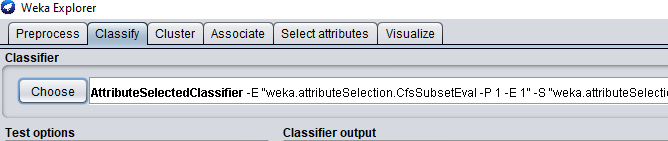 Weka Explorer
Preprocess Classify Cluster Associate Select attributes Visualize
Classifier
Choose AttributeSelectedClassifier -E "weka.attributeSelection.CfsSubsetEval -P 1 -E 1" -S "weka.attributeSelectio
Test options Classifier output